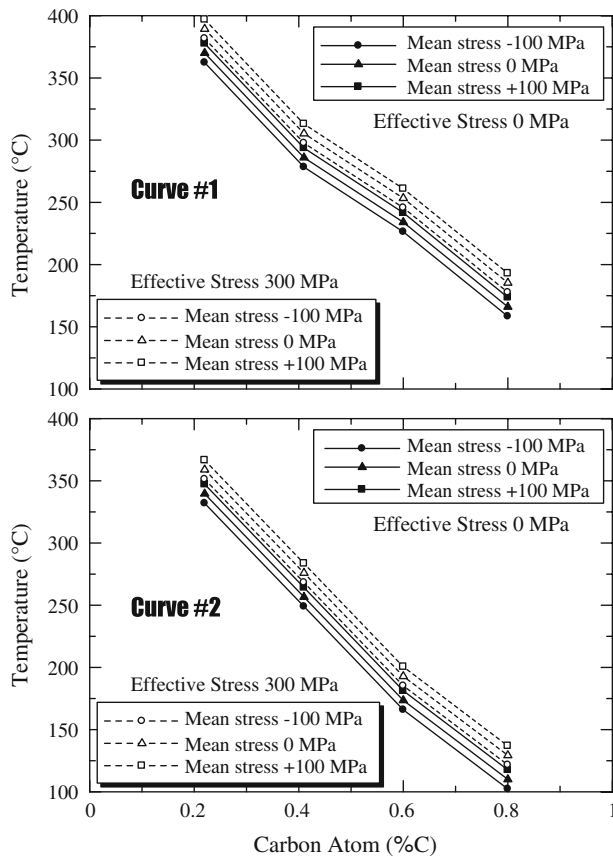 400
Mean stress -100 MPa
Mean stress 0 MPa
Mean stress +100 MPa
350
Effective Stress 0 MPa
300
Temperature (°C)
250
Curve #1
200
Effective Stress 300 MPa
Mean stress -100 MPa
150
Mean stress 0 MPa
Mean stress +100 MPa
100
400
Mean stress -100 MPa
Mean stress 0 MPa
350
Mean stress +100 MPa
Effective Stress 0 MPa
300
Temperature (°C)
250
Curve #2
200
Effective Stress 300 MPa
Mean stress -100 MPa
150
Mean stress 0 MPa
Mean stress +100 MPa
100
0 0.2 0.4 0.6 0.8 1
Carbon Atom (%C)